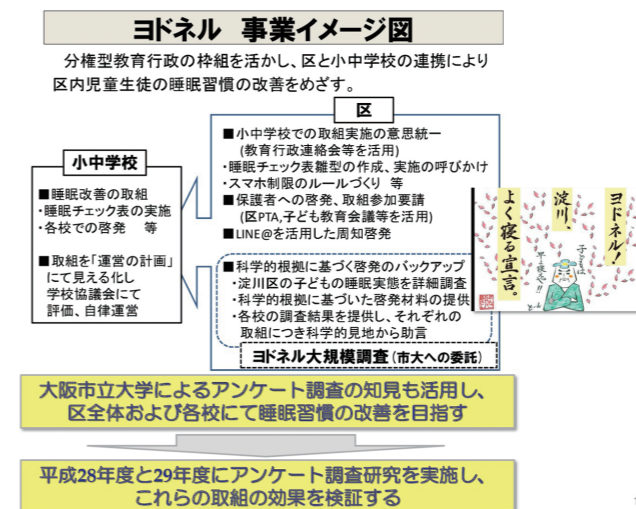 ヨドネル 事業イメージ図
分権型教育行政の枠組を活かし、区と小中学校の連携により
区内児童生徒の睡眠習慣の改善をめざす。
小中学校
■睡眠改善の取組
・睡眠チェック表の実施
・各校での啓発 等
■取組を「運営の計画」
にて見える化し
学校協議会にて
評価、自律運営
区
■小中学校での取組実施の意思統一
(教育行政連絡会等を活用)
・睡眠チェック表雛型の作成、実施の呼びかけ
・スマホ制限のルールづくり 等
■保護者への啓発、取組参加要請
(区PTA,子ども教育会議等を活用)
■LINE@を活用した周知啓発
■科学的根拠に基づく啓発のバックアップ
・淀川区の子どもの睡眠実態を詳細調査
・科学的根拠に基づいた啓発材料の提供
・各校の調査結果を提供し、それぞれの
取組につき科学的見地から助言
ヨドネル大規模調査(市大への委託)
ヨドネル!
淀川、
よく寝る宣言。
子どもは
早よ寝や!!
大阪市立大学によるアンケート調査の知見も活用し、
区全体および各校にて睡眠習慣の改善を目指す
平成28年度と29年度にアンケート調査研究を実施し、
これらの取組の効果を検証する